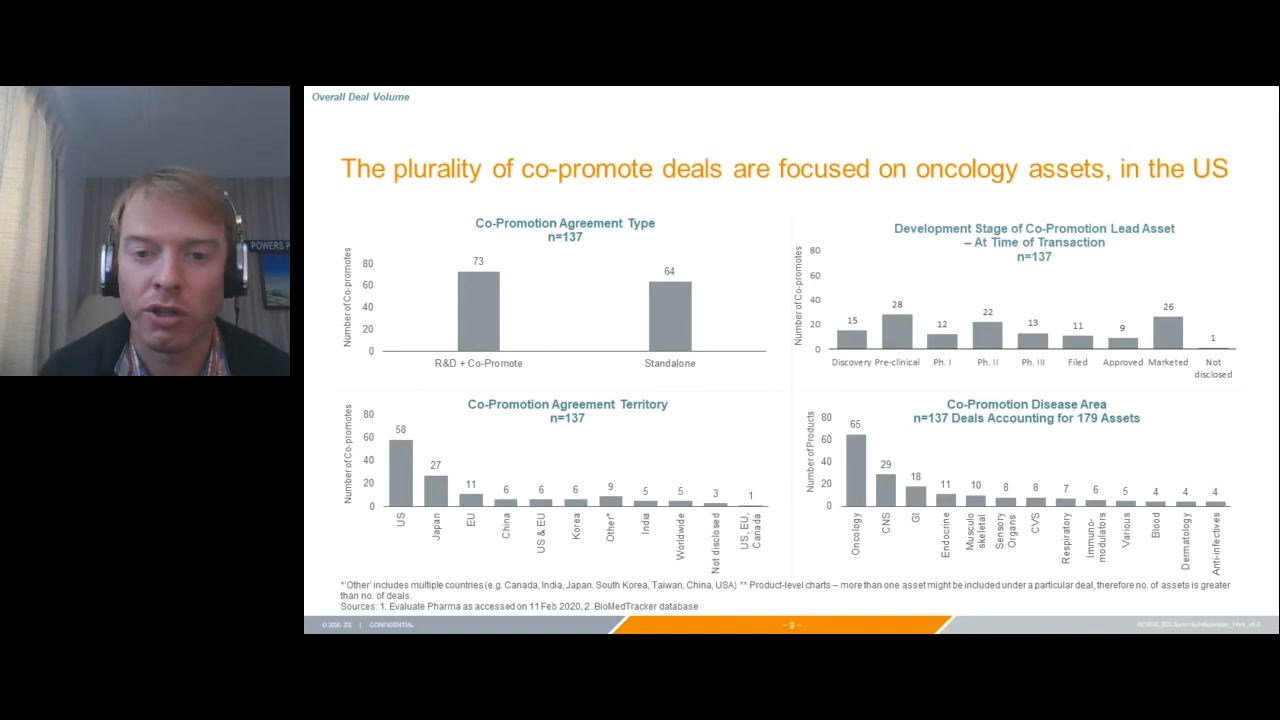 Overall Deal Volume
The plurality of co-promote deals are focused on oncology assets, in the US
POWERS P
Co-Promotion Agreement Type
n=137
Number of Co-promotes
80
60
40
20
0
73
64
R&D + Co-Promote
Standalone
Development Stage of Co-Promotion Lead Asset
– At Time of Transaction
n=137
Number of Co-promotes
80
60
40
20
0
15
28
12
22
13
11
9
26
1
Discovery
Pre-clinical
Ph. I
Ph. II
Ph. III
Filed
Approved
Marketed
Not
disclosed
Co-Promotion Agreement Territory
n=137
Number of Co-promotes
80
60
40
20
0
58
27
11
6
6
6
9
5
5
3
1
US
Japan
EU
China
US & EU
Korea
Other*
India
Worldwide
Not disclosed
US, EU,
Canada
Co-Promotion Disease Area
n=137 Deals Accounting for 179 Assets
Number of Products
80
60
40
20
0
65
29
18
11
10
8
8
7
6
5
4
4
4
Oncology
CNS
GI
Endocrine
Musculo
skeletal
Sensory
Organs
CVS
Respiratory
Immuno-
modulators
Various
Blood
Dermatology
Anti-infectives
*'Other' includes multiple countries (e.g. Canada, India, Japan, South Korea, Taiwan, China, USA) ** Product-level charts – more than one asset might be included under a particular deal, therefore no. of assets is greater
than no. of deals.
Sources: 1. Evaluate Pharma as accessed on 11 Feb 2020, 2. BioMedTracker database
© 2020 ZS | CONFIDENTIAL
– 9 –